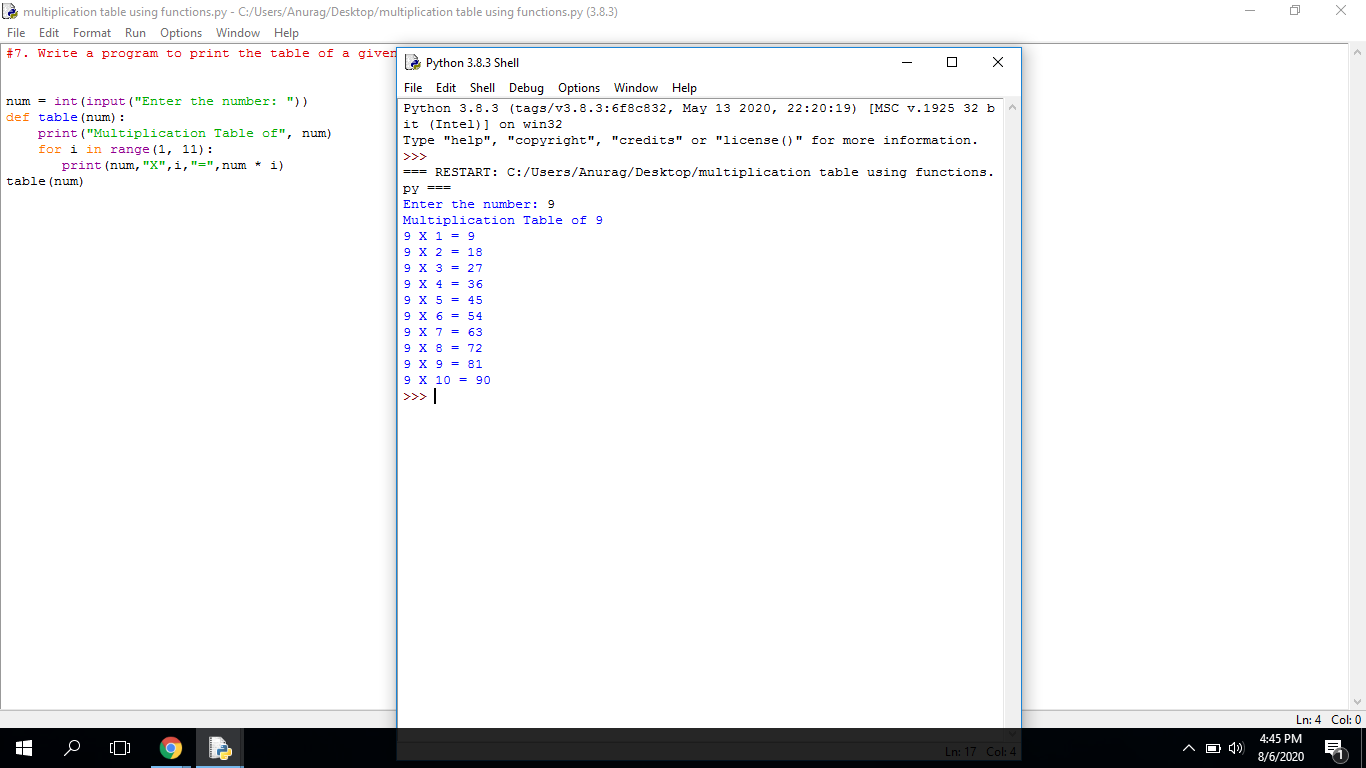 multiplication table using functions.py - C:/Users/Anurag/Desktop/multiplication table using functions.py (3.8.3)
File Edit Format Run Options Window Help
#7. Write a program to print the table of a given
num = int(input("Enter the number: "))
def table(num):
    print("Multiplication Table of", num)
    for i in range(1, 11):
       print(num,"X",i,"=",num * i)
table(num)
Python 3.8.3 Shell
File Edit Shell Debug Options Window Help
Python 3.8.3 (tags/v3.8.3:6f8c832, May 13 2020, 22:20:19) [MSC v.1925 32 b
it (Intel)] on win32
Type "help", "copyright", "credits" or "license()" for more information.
>>>
=== RESTART: C:/Users/Anurag/Desktop/multiplication table using functions.
py ===
Enter the number: 9
Multiplication Table of 9
9 X 1 = 9
9 X 2 = 18
9 X 3 = 27
9 X 4 = 36
9 X 5 = 45
9 X 6 = 54
9 X 7 = 63
9 X 8 = 72
9 X 9 = 81
9 X 10 = 90
>>>
Ln: 4 Col: 0
Ln: 17 Col: 4
4:45 PM
8/6/2020
1